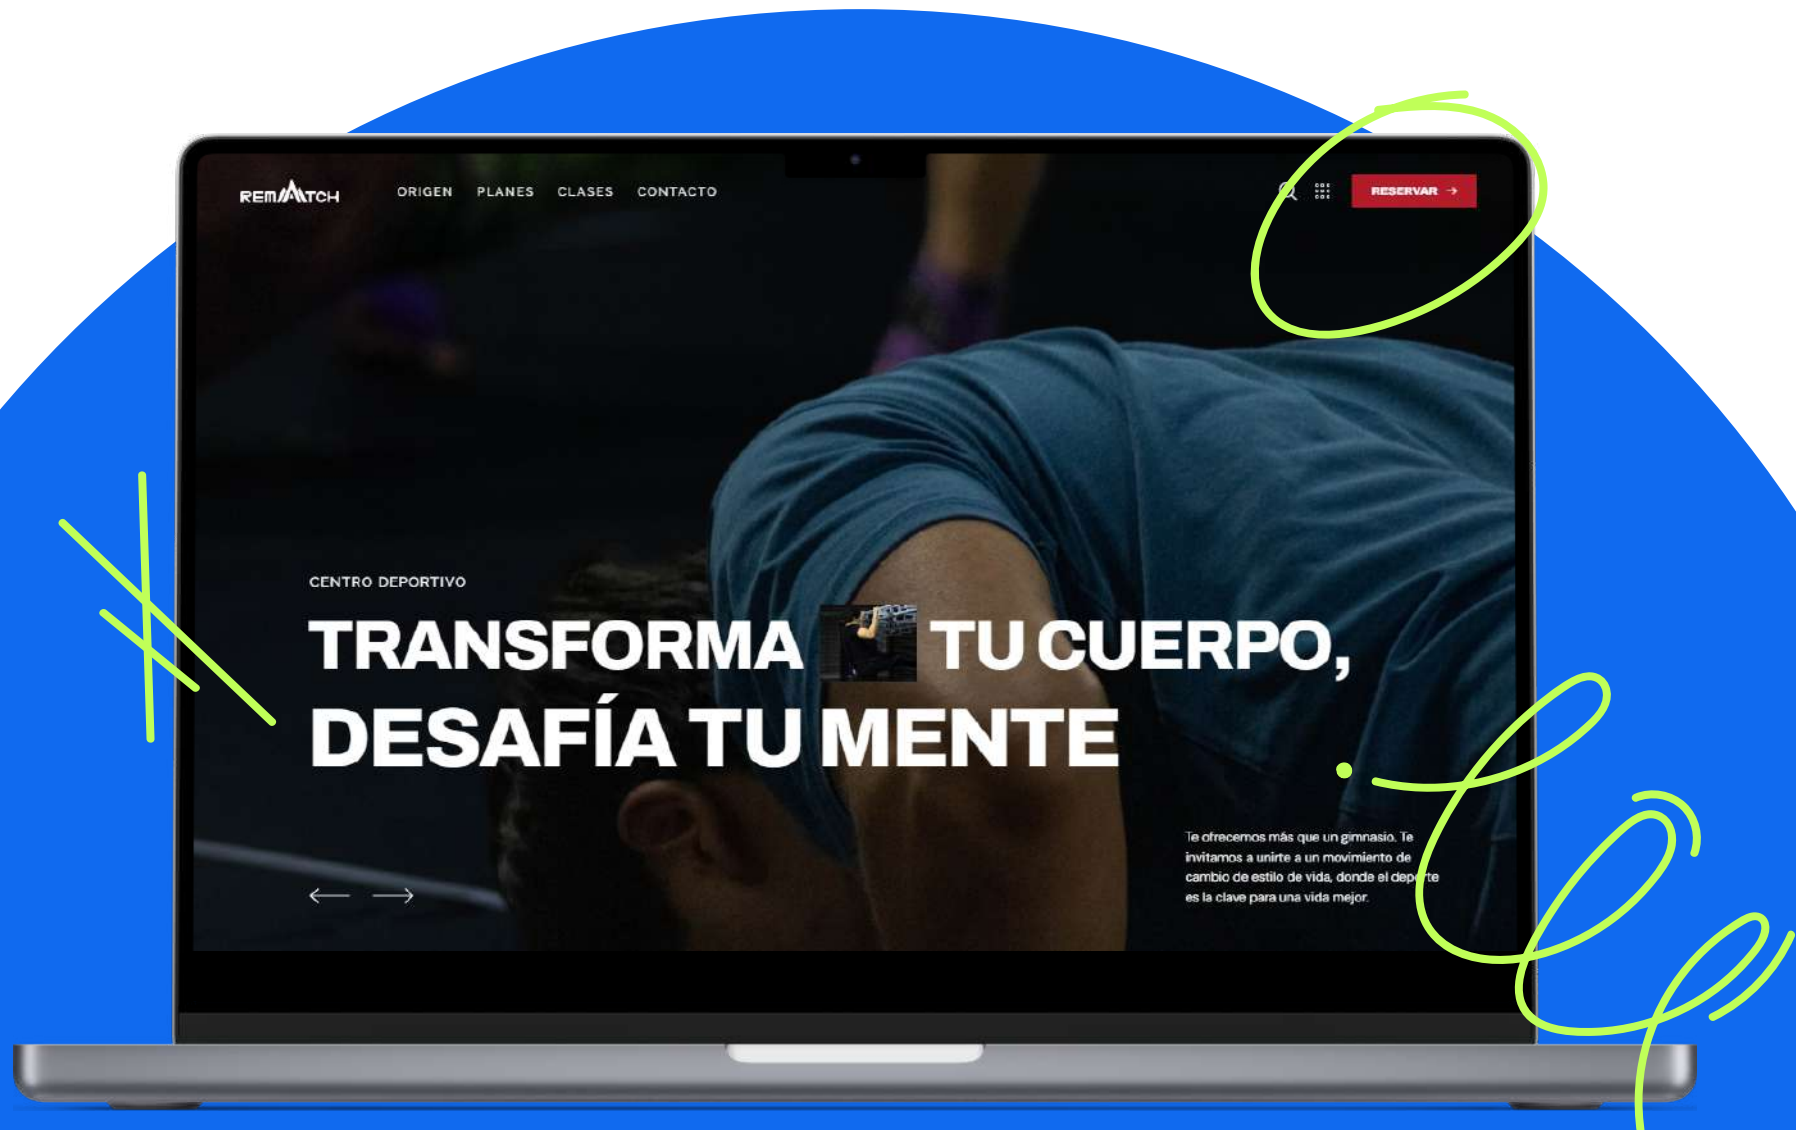 REMATCH
ORIGEN PLANES CLASES CONTACTO
RESERVAR →
CENTRO DEPORTIVO
TRANSFORMA TU CUERPO,
DESAFÍA TU MENTE
Te ofrecemos más que un gimnasio. Te
invitamos a unirte a un movimiento de
cambio de estilo de vida, donde el deporte
es la clave para una vida mejor.